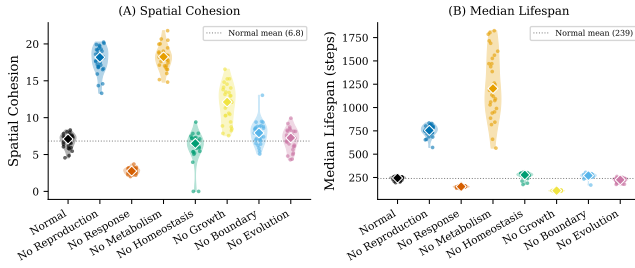 (A) Spatial Cohesion
Normal mean (6.8)
Spatial Cohesion
20
15
10
5
0
Normal
No Reproduction
No Response
No Metabolism
No Homeostasis
No Growth
No Boundary
No Evolution
(B) Median Lifespan
Normal mean (239)
Median Lifespan (steps)
1750
1500
1250
1000
750
500
250
Normal
No Reproduction
No Response
No Metabolism
No Homeostasis
No Growth
No Boundary
No Evolution